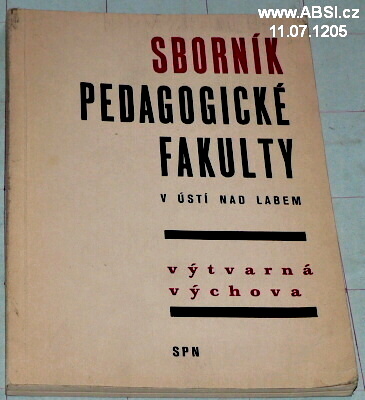 www.ABSI.cz
11.07.1205
SBORNÍK
PEDAGOGICKÉ
FAKULTY
V ÚSTÍ NAD LABEM
výtvarná
výchova
SPN